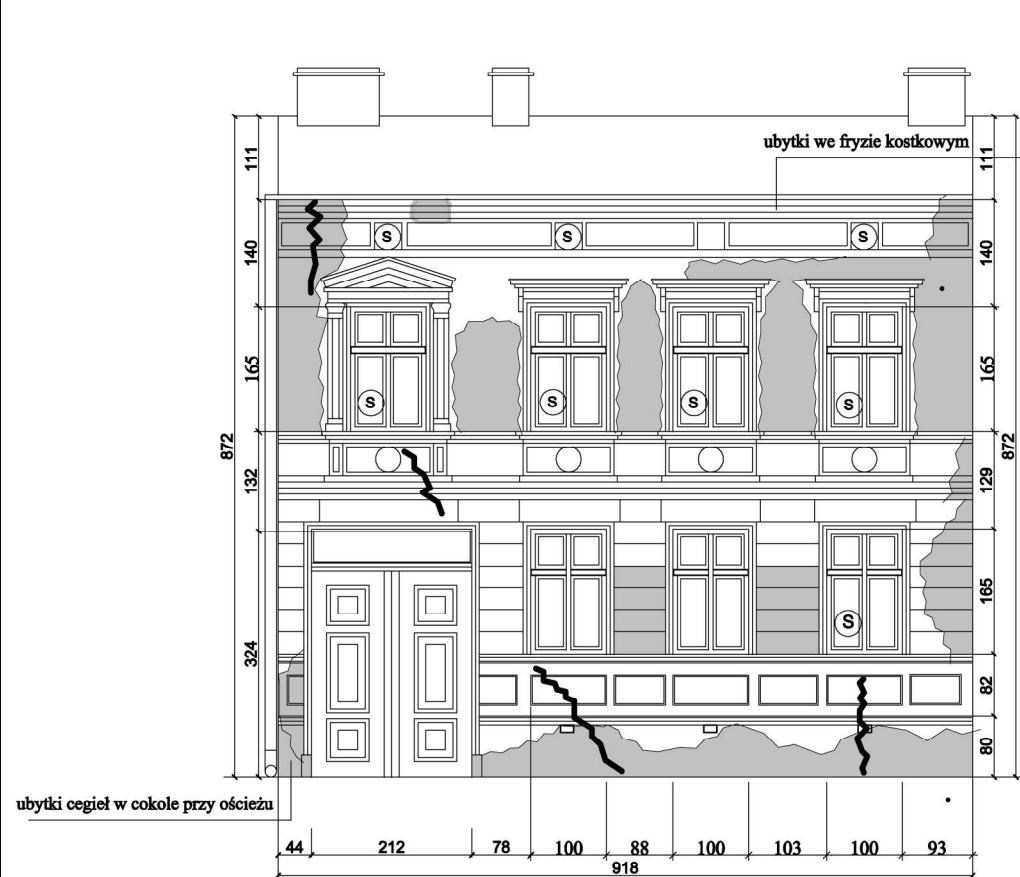 ubytki we fryzie kostkowym
111
111
S
S
S
140
140
165
165
S
S
S
S
872
872
132
129
165
S
324
82
80
ubytki cegieł w cokole przy ościeżu
44 212 78 100 88 100 103 100 93
918